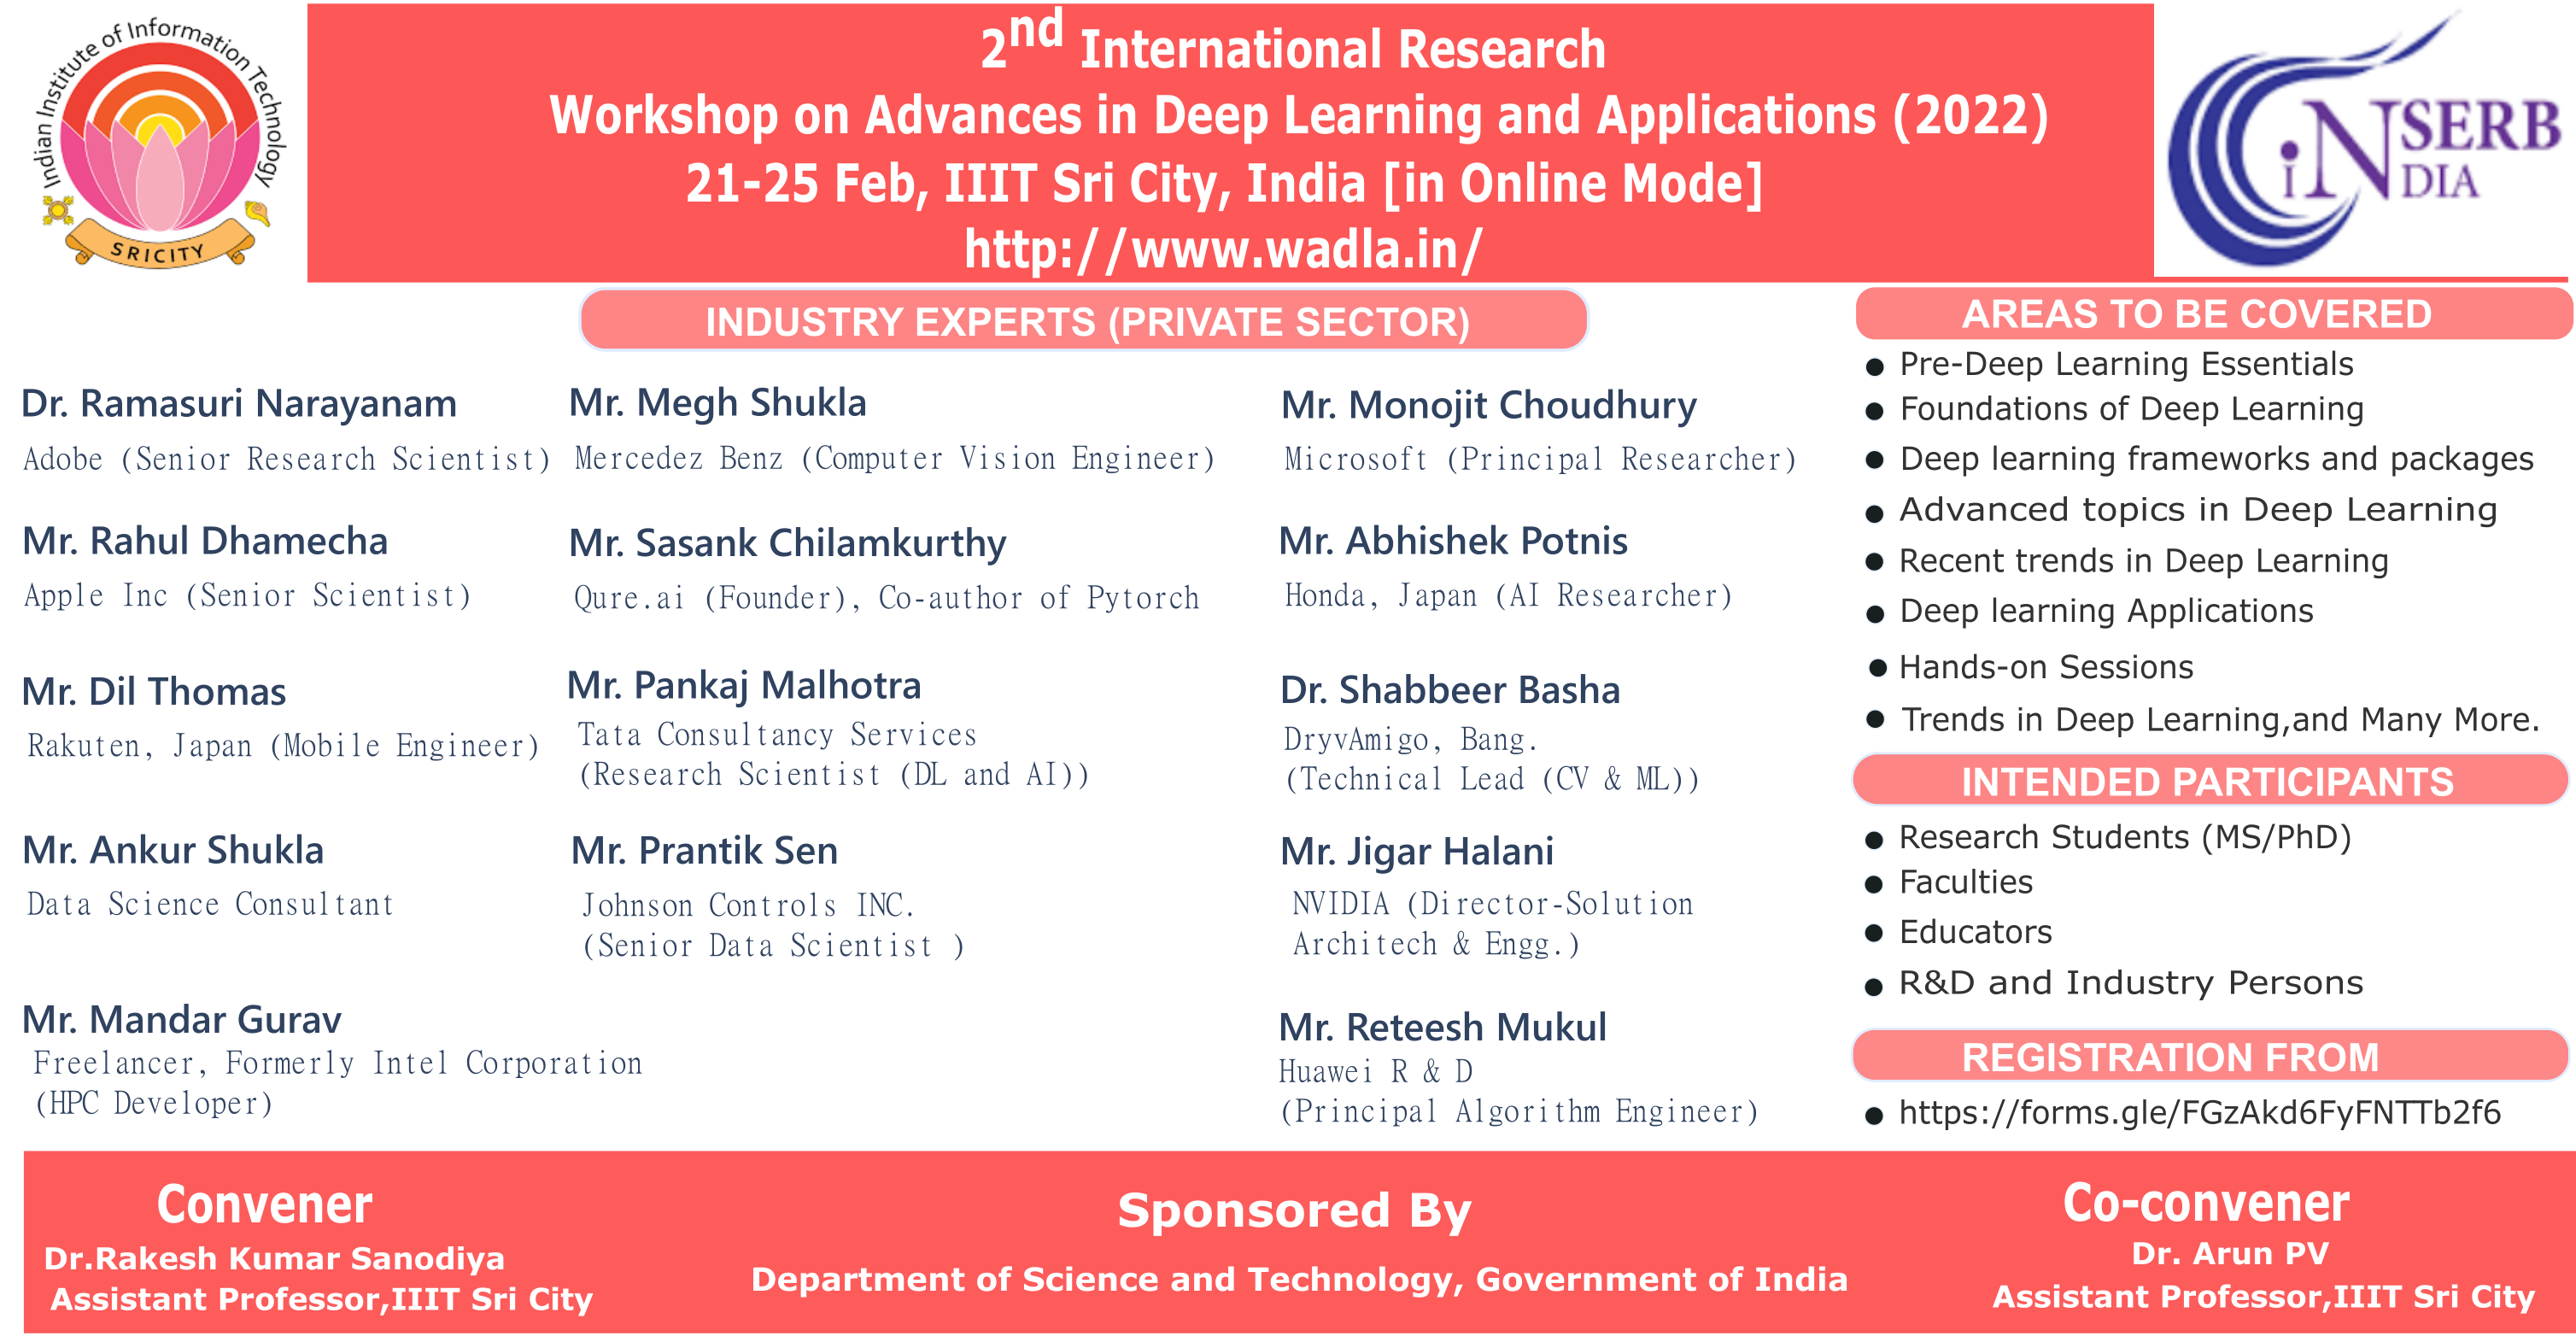 Indian Institute of Information Technology
SRICITY
2nd International Research
Workshop on Advances in Deep Learning and Applications (2022)
21-25 Feb, IIIT Sri City, India [in Online Mode]
http://www.wadla.in/
SERB
iNDIA
INDUSTRY EXPERTS (PRIVATE SECTOR)
Dr. Ramasuri Narayanam
Adobe (Senior Research Scientist)
Mr. Rahul Dhamecha
Apple Inc (Senior Scientist)
Mr. Dil Thomas
Rakuten, Japan (Mobile Engineer)
Mr. Ankur Shukla
Data Science Consultant
Mr. Mandar Gurav
Freelancer, Formerly Intel Corporation
(HPC Developer)
Mr. Megh Shukla
Mercedez Benz (Computer Vision Engineer)
Mr. Sasank Chilamkurthy
Qure.ai (Founder), Co-author of Pytorch
Mr. Pankaj Malhotra
Tata Consultancy Services
(Research Scientist (DL and AI))
Mr. Prantik Sen
Johnson Controls INC.
(Senior Data Scientist )
Mr. Monojit Choudhury
Microsoft (Principal Researcher)
Mr. Abhishek Potnis
Honda, Japan (AI Researcher)
Dr. Shabbeer Basha
DryvAmigo, Bang.
(Technical Lead (CV & ML))
Mr. Jigar Halani
NVIDIA (Director-Solution
Architech & Engg.)
Mr. Reteesh Mukul
Huawei R & D
(Principal Algorithm Engineer)
AREAS TO BE COVERED
● Pre-Deep Learning Essentials
● Foundations of Deep Learning
● Deep learning frameworks and packages
● Advanced topics in Deep Learning
● Recent trends in Deep Learning
● Deep learning Applications
● Hands-on Sessions
● Trends in Deep Learning,and Many More.
INTENDED PARTICIPANTS
● Research Students (MS/PhD)
● Faculties
● Educators
● R&D and Industry Persons
REGISTRATION FROM
● https://forms.gle/FGzAkd6FyFNTTb2f6
Convener
Dr.Rakesh Kumar Sanodiya
Assistant Professor,IIIT Sri City
Sponsored By
Department of Science and Technology, Government of India
Co-convener
Dr. Arun PV
Assistant Professor,IIIT Sri City